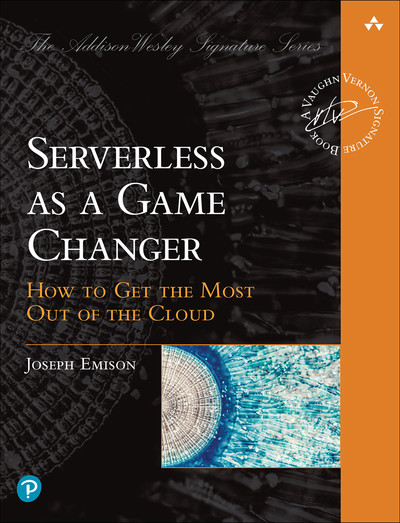 The Addison Wesley Signature Series
A VAUGHN VERNON SIGNATURE BOOK
SERVERLESS
AS A GAME
CHANGER
HOW TO GET THE MOST
OUT OF THE CLOUD
JOSEPH EMISON
P